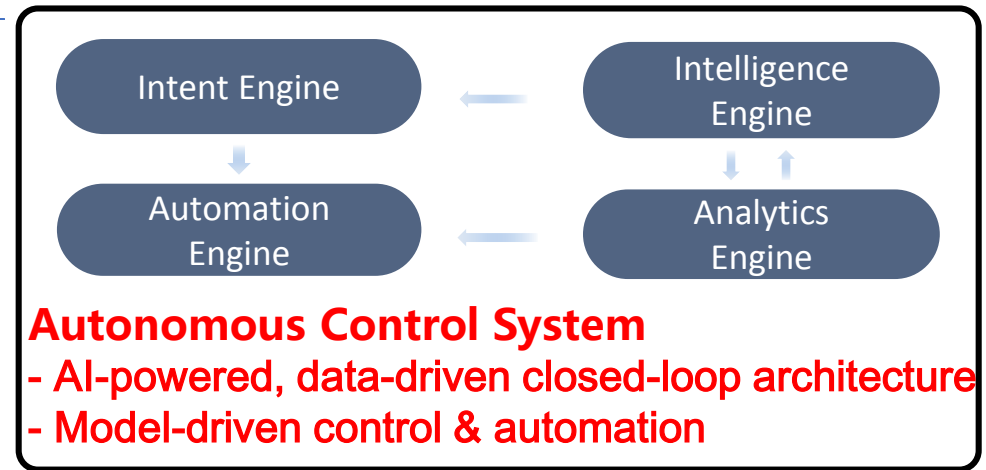 Intent Engine
Intelligence
Engine
Automation
Engine
Analytics
Engine
Autonomous Control System
- AI-powered, data-driven closed-loop architecture
- Model-driven control & automation